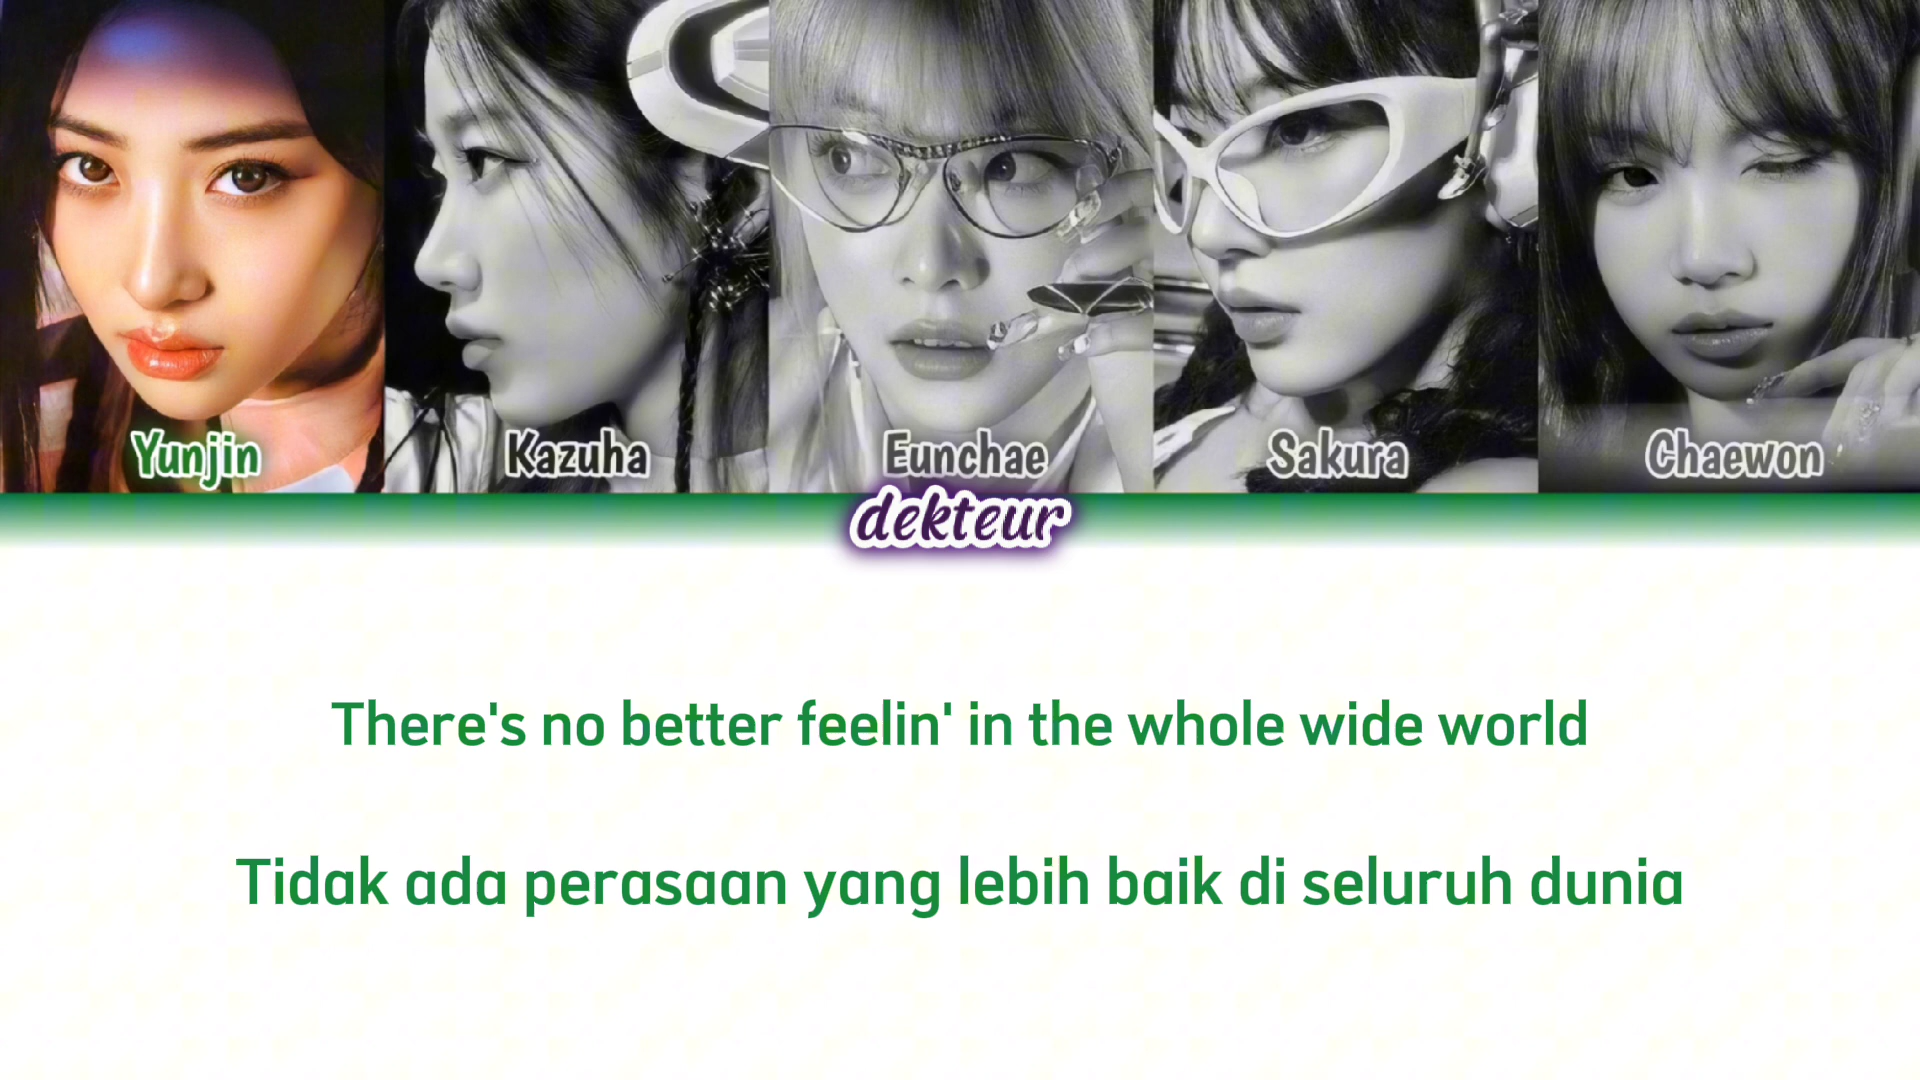 Yunjin Kazuha Eunchae Sakura Chaewon
dekteur
There's no better feelin' in the whole wide world
Tidak ada perasaan yang lebih baik di seluruh dunia